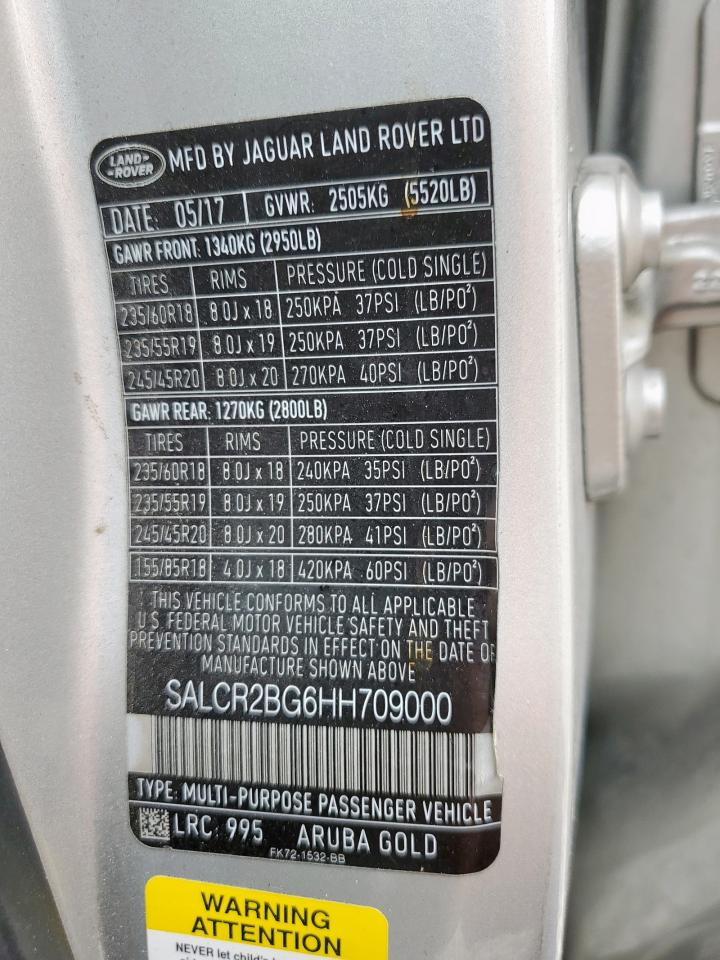 LAND ROVER MFD BY JAGUAR LAND ROVER LTD
DATE: 05/17 GVWR: 2505KG (5520LB)
GAWR FRONT: 1340KG (2950LB)
TIRES RIMS PRESSURE (COLD SINGLE)
235/60R18 8.0J x 18 250KPA 37PSI (LB/PO²)
235/55R19 8.0J x 19 250KPA 37PSI (LB/PO²)
245/45R20 8.0J x 20 270KPA 40PSI (LB/PO²)
GAWR REAR: 1270KG (2800LB)
TIRES RIMS PRESSURE (COLD SINGLE)
235/60R18 8.0J x 18 240KPA 35PSI (LB/PO²)
235/55R19 8.0J x 19 250KPA 37PSI (LB/PO²)
245/45R20 8.0J x 20 280KPA 41PSI (LB/PO²)
155/85R18 4.0J x 18 420KPA 60PSI (LB/PO²)
THIS VEHICLE CONFORMS TO ALL APPLICABLE
U.S. FEDERAL MOTOR VEHICLE SAFETY AND THEFT
PREVENTION STANDARDS IN EFFECT ON THE DATE OF
MANUFACTURE SHOWN ABOVE
SALCR2BG6HH709000
TYPE: MULTI-PURPOSE PASSENGER VEHICLE
LRC: 995 ARUBA GOLD
FK72-1532-BB
WARNING
ATTENTION
NEVER let child's